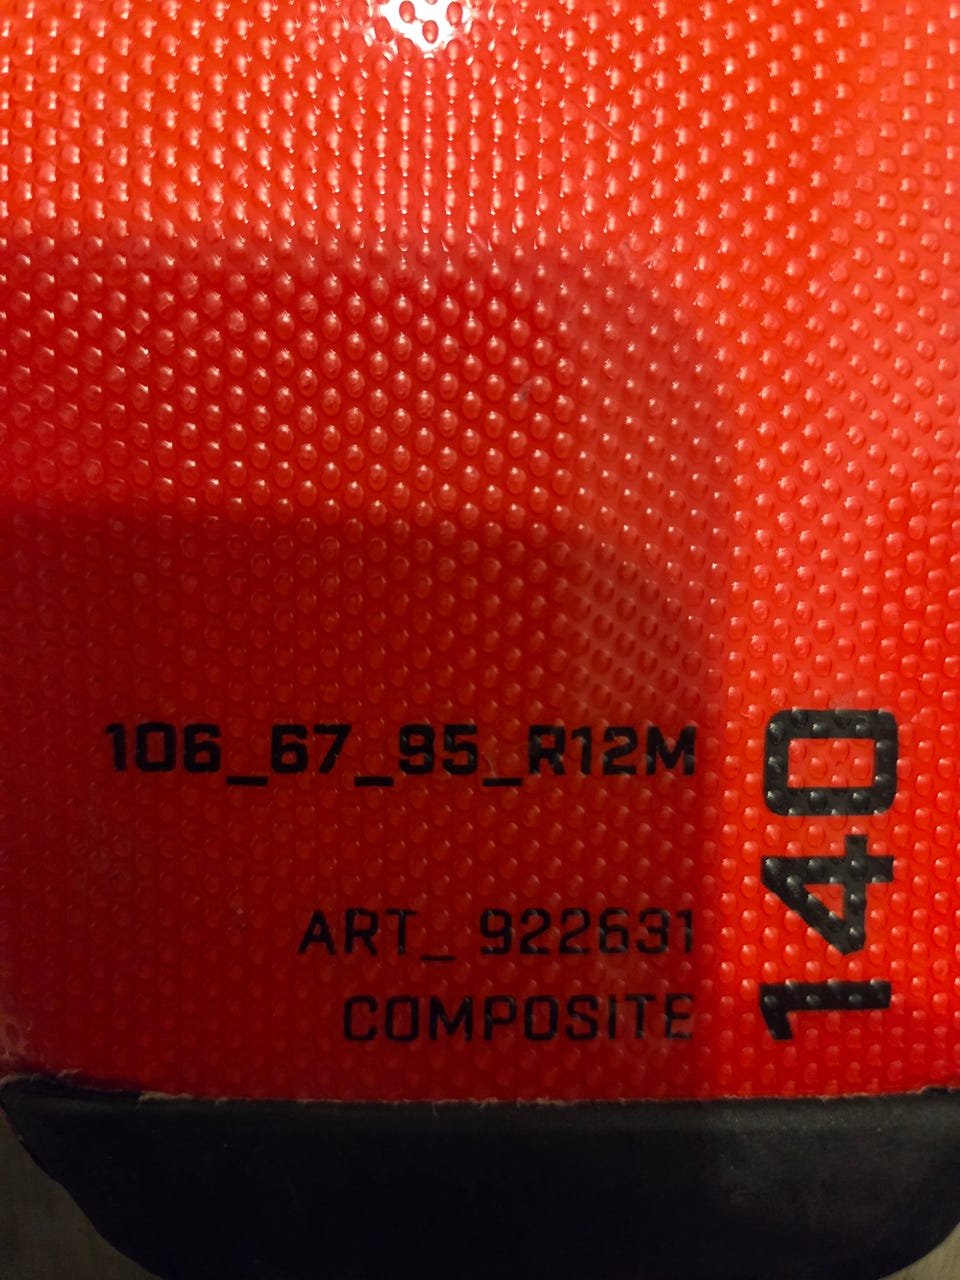 106_67_95_R12M
ART_ 922631
COMPOSITE
140